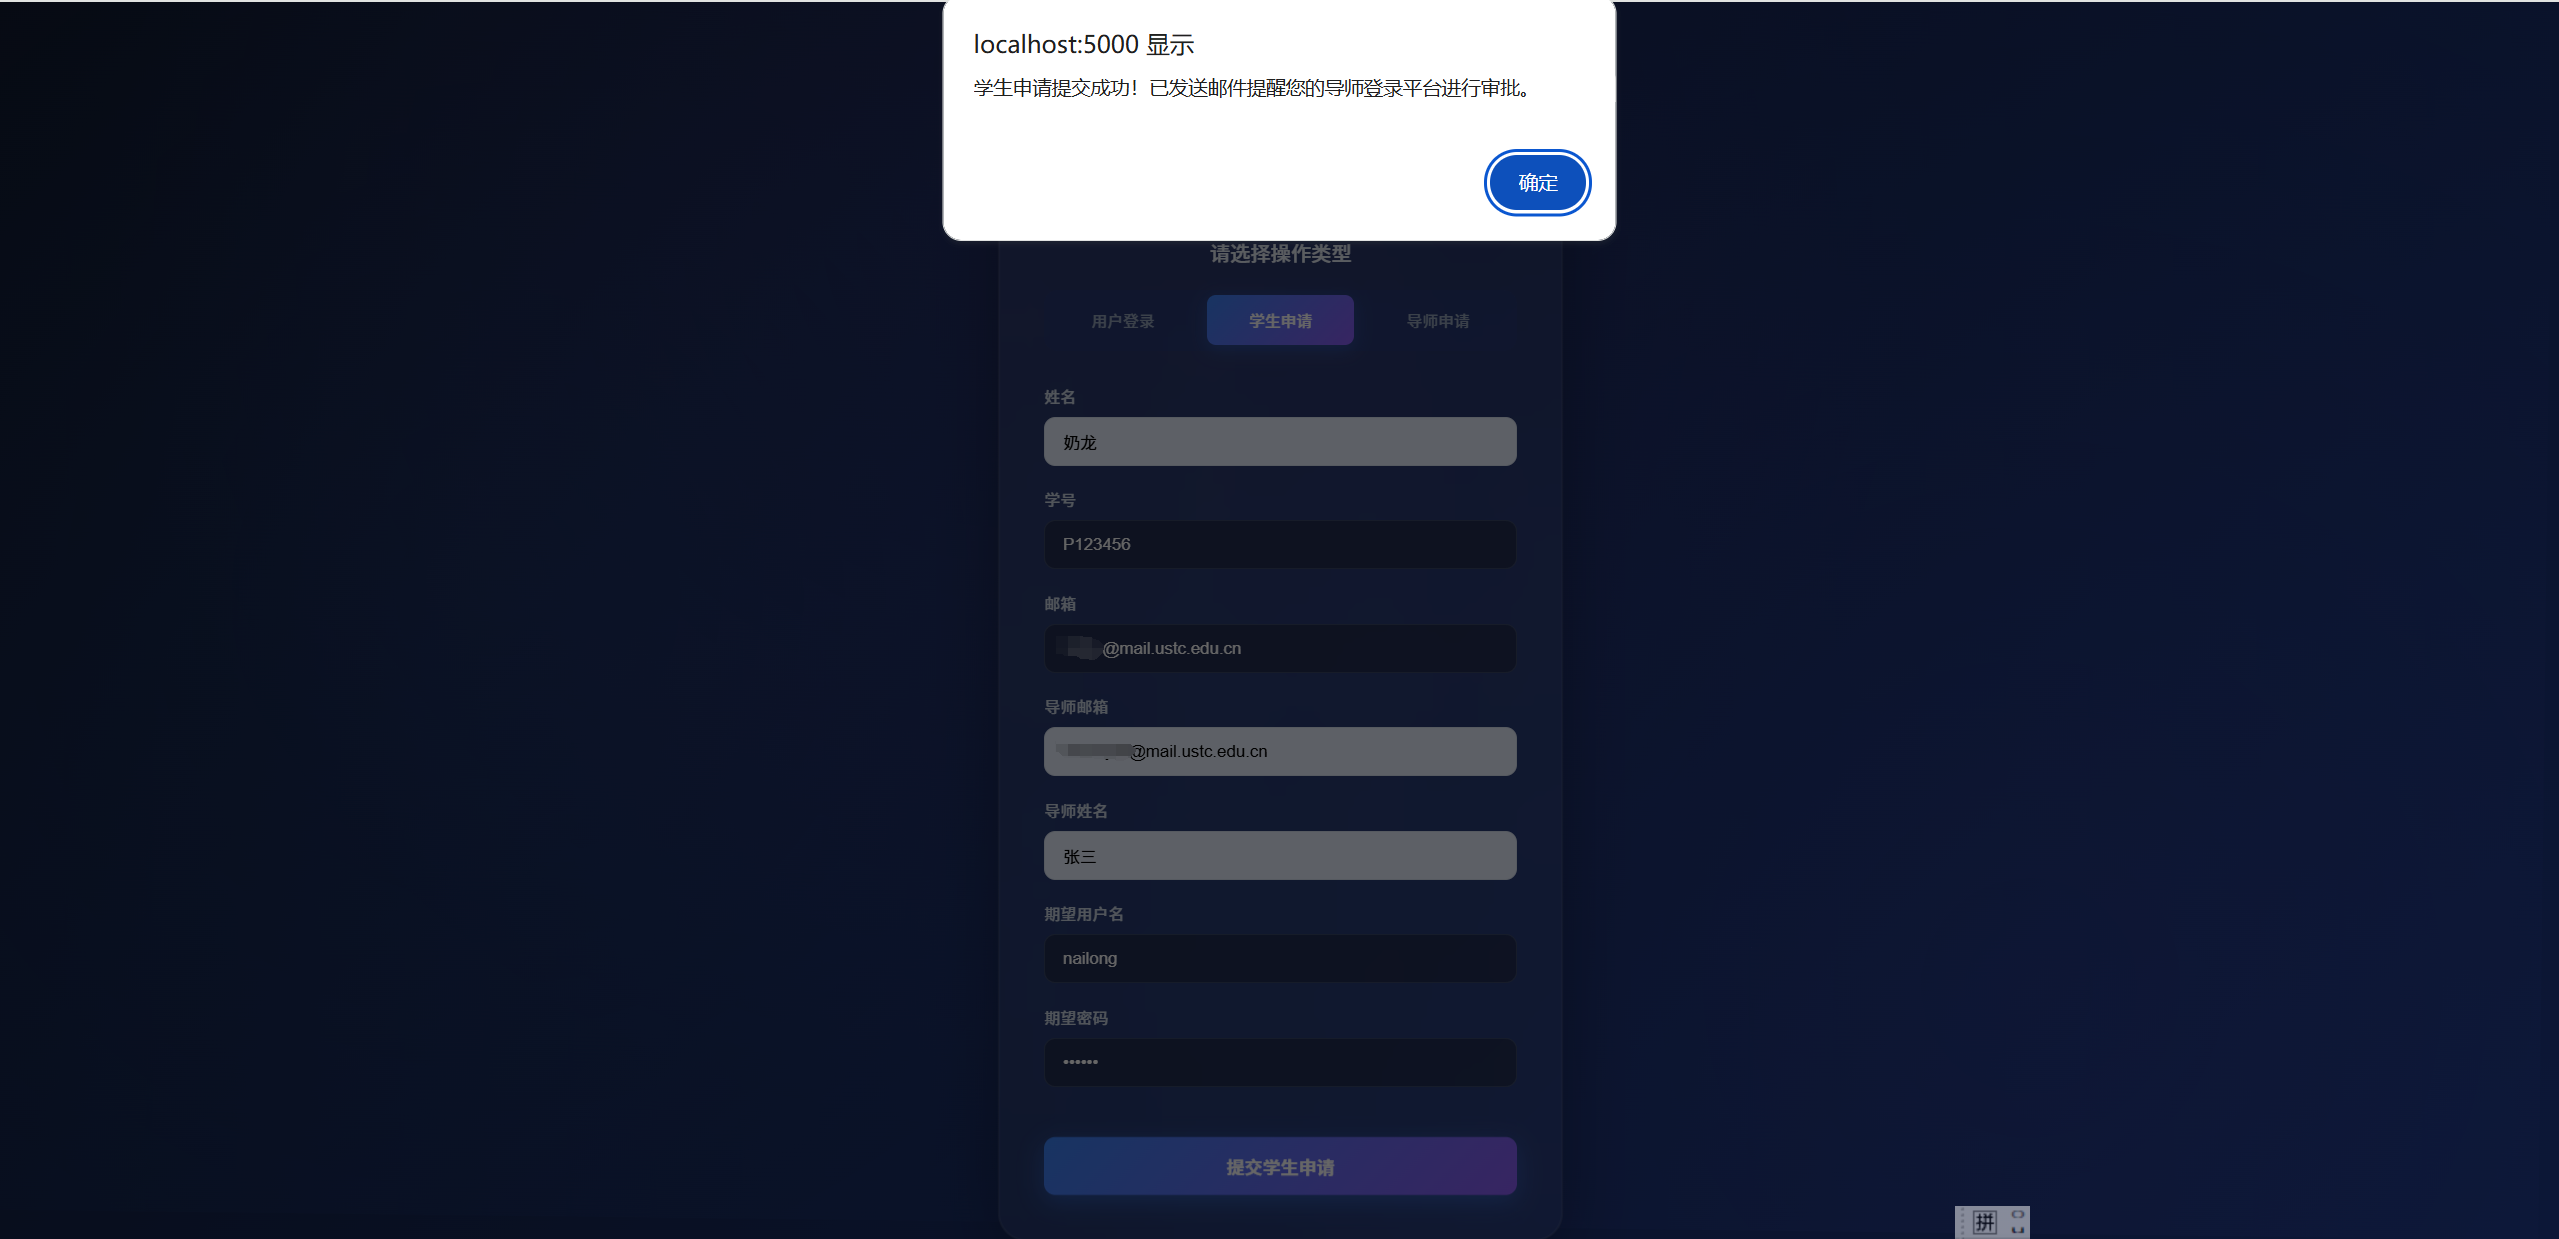 localhost:5000 显示
学生申请提交成功！已发送邮件提醒您的导师登录平台进行审批。
确定
请选择操作类型
用户登录 学生申请 导师申请
姓名
奶龙
学号
P123456
邮箱
@mail.ustc.edu.cn
导师邮箱
@mail.ustc.edu.cn
导师姓名
张三
期望用户名
nailong
期望密码
••••••
提交学生申请
拼